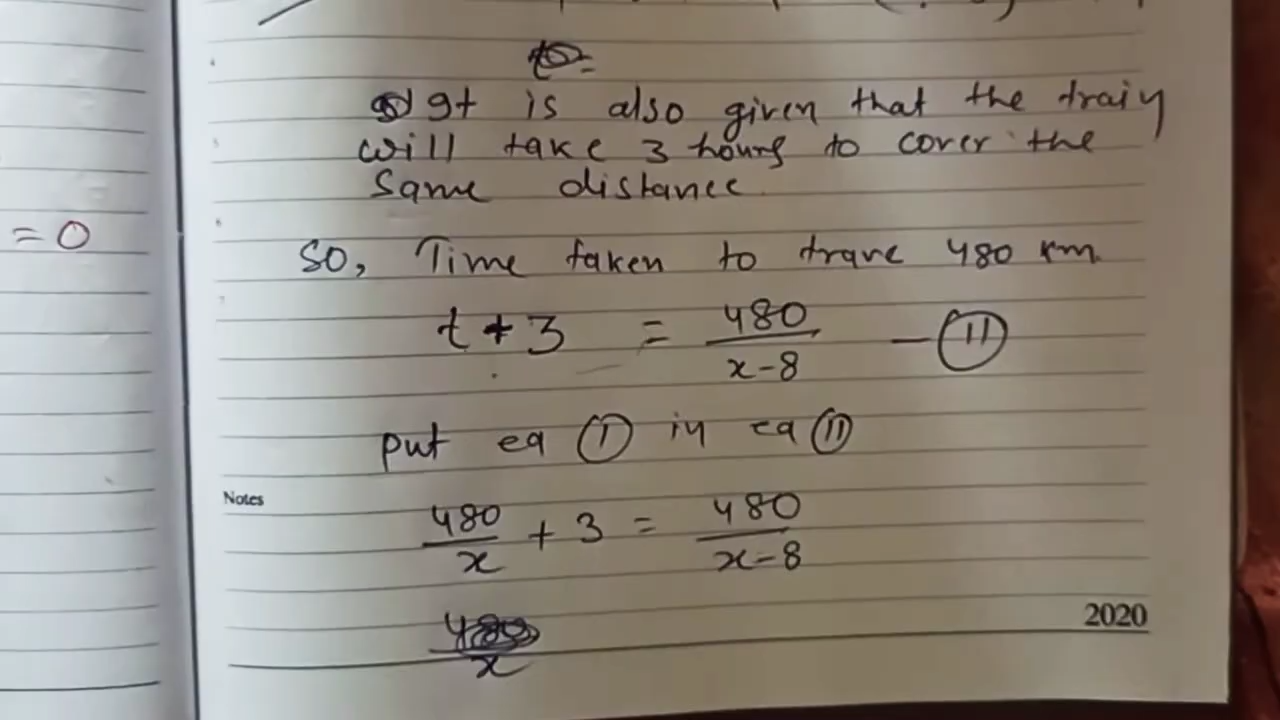 = 0
It is also given that the train
will take 3 hours to cover the
same distance.
So, Time taken to trave 480 km
t + 3 = 480/x-8 — (II)
put eq (I) in eq (II)
Notes
480/x + 3 = 480/x-8
2020
x